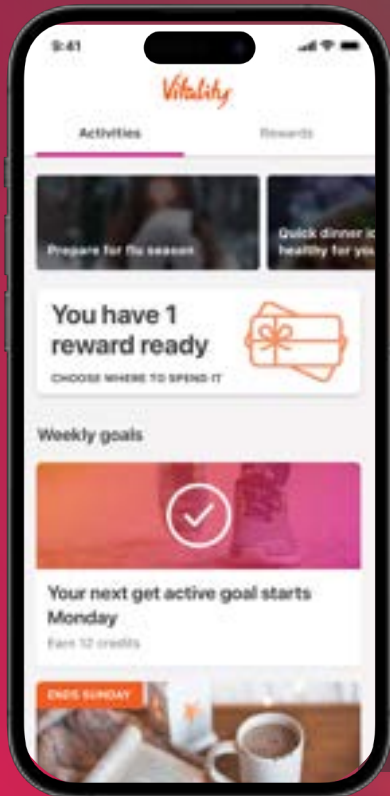 9:41
Vitality
Activities Rewards
Prepare for flu season
Quick dinner
healthy for you
You have 1
reward ready
CHOOSE WHERE TO SPEND IT
Weekly goals
Your next get active goal starts
Monday
Earn 12 credits
ENDS SUNDAY